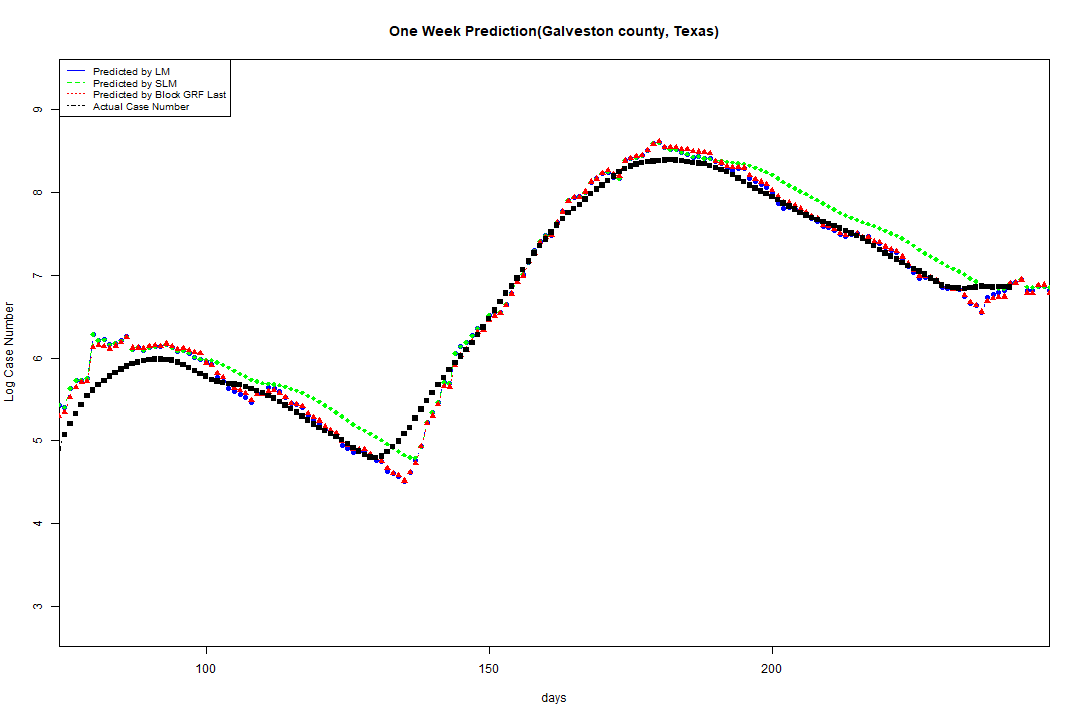 One Week Prediction(Galveston county, Texas)
Predicted by LM
Predicted by SLM
Predicted by Block GRF Last
Actual Case Number
9
8
7
6
5
4
3
Log Case Number
100
150
200
days